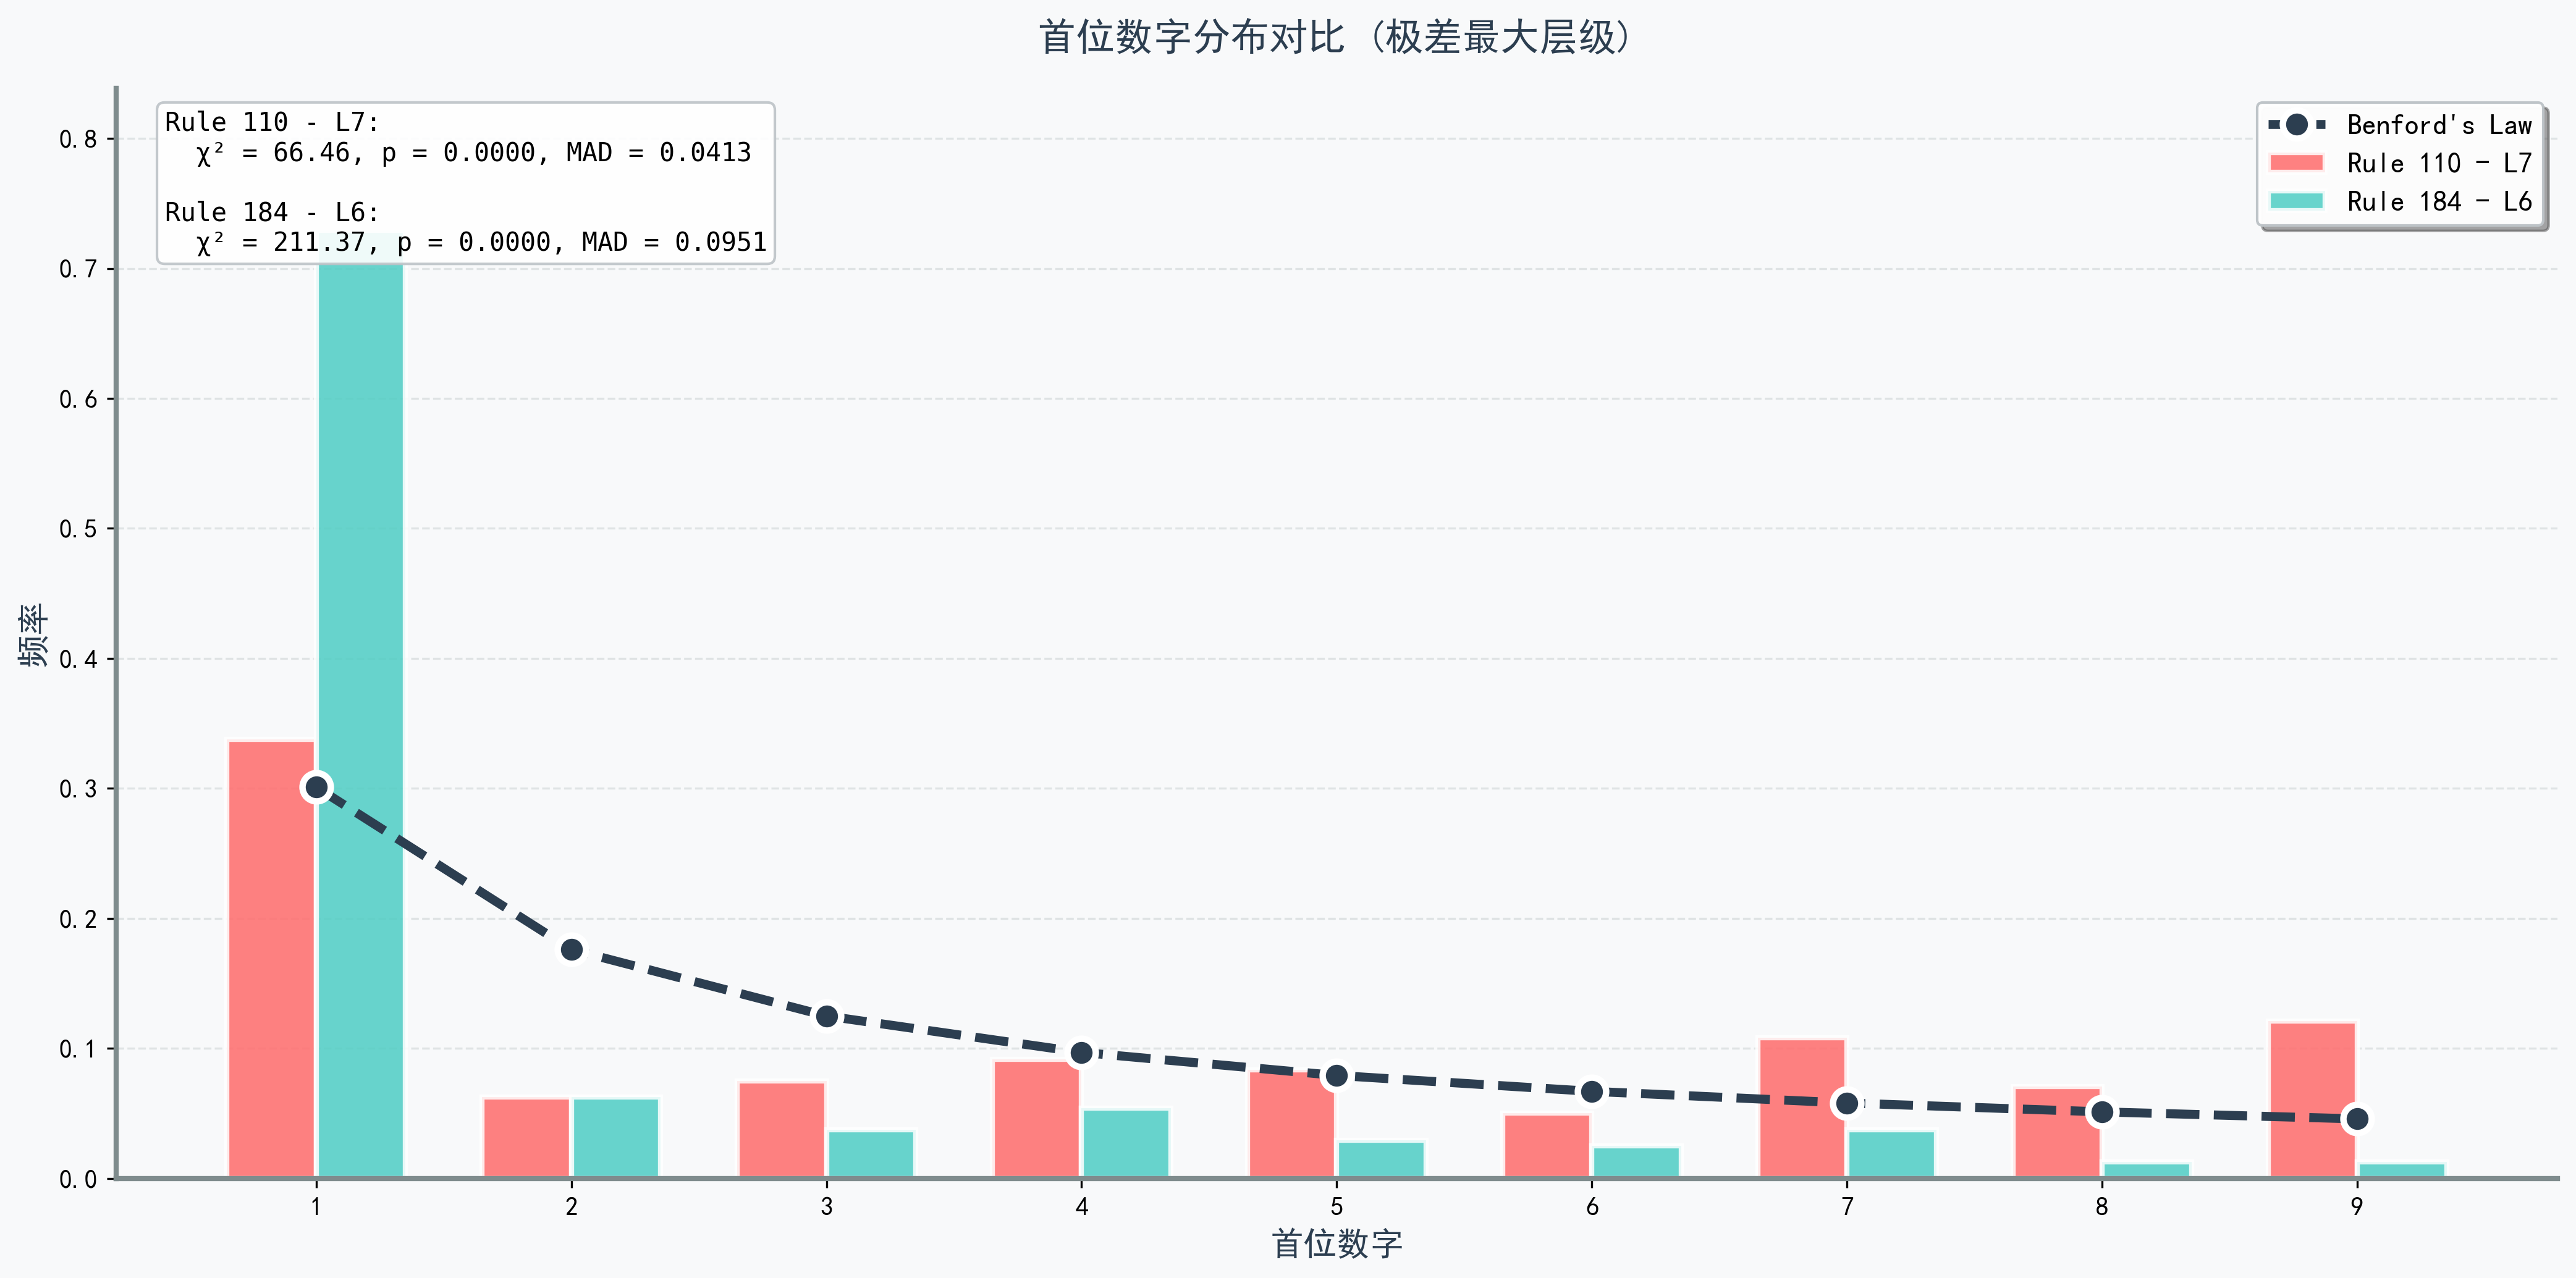 首位数字分布对比 (极差最大层级)
Rule 110 - L7:
χ² = 66.46, p = 0.0000, MAD = 0.0413
Rule 184 - L6:
χ² = 211.37, p = 0.0000, MAD = 0.0951
Benford's Law
Rule 110 - L7
Rule 184 - L6
频率
0.8
0.7
0.6
0.5
0.4
0.3
0.2
0.1
0.0
1 2 3 4 5 6 7 8 9
首位数字